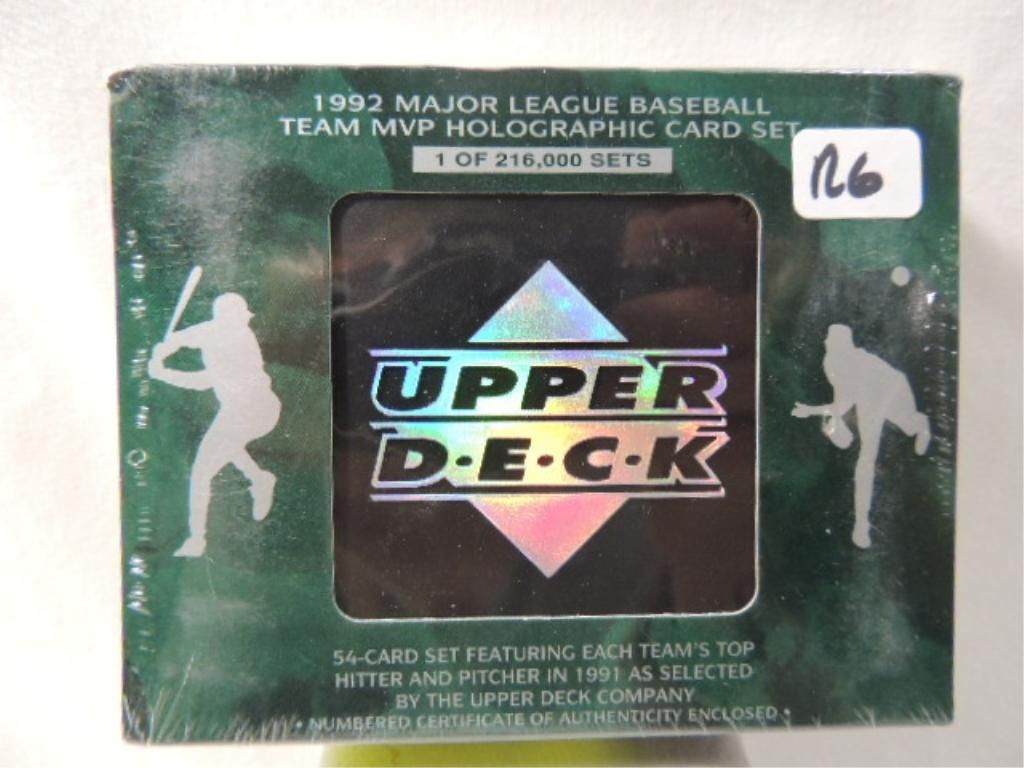 1992 MAJOR LEAGUE BASEBALL
TEAM MVP HOLOGRAPHIC CARD SET
1 OF 216,000 SETS
R6
UPPER
D·E·C·K
54-CARD SET FEATURING EACH TEAM'S TOP
HITTER AND PITCHER IN 1991 AS SELECTED
BY THE UPPER DECK COMPANY
• NUMBERED CERTIFICATE OF AUTHENTICITY ENCLOSED •